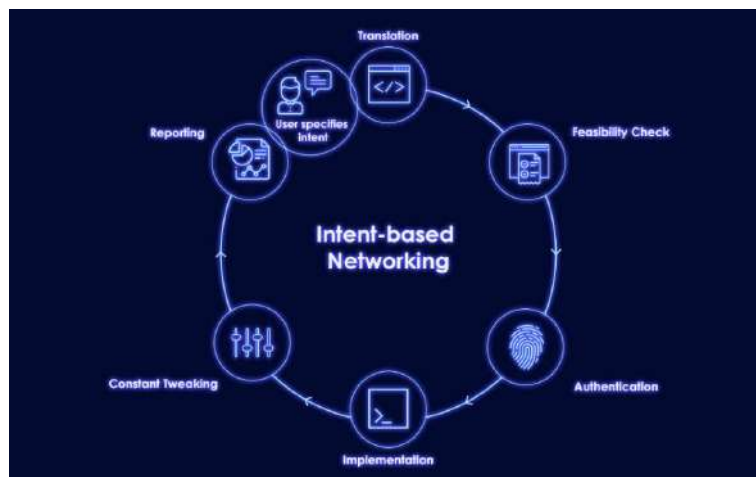 Translation
User specifies
intent
Reporting
Feasibility Check
</>
Intent-based
Networking
Constant Tweaking
Authentication
>_
Implementation